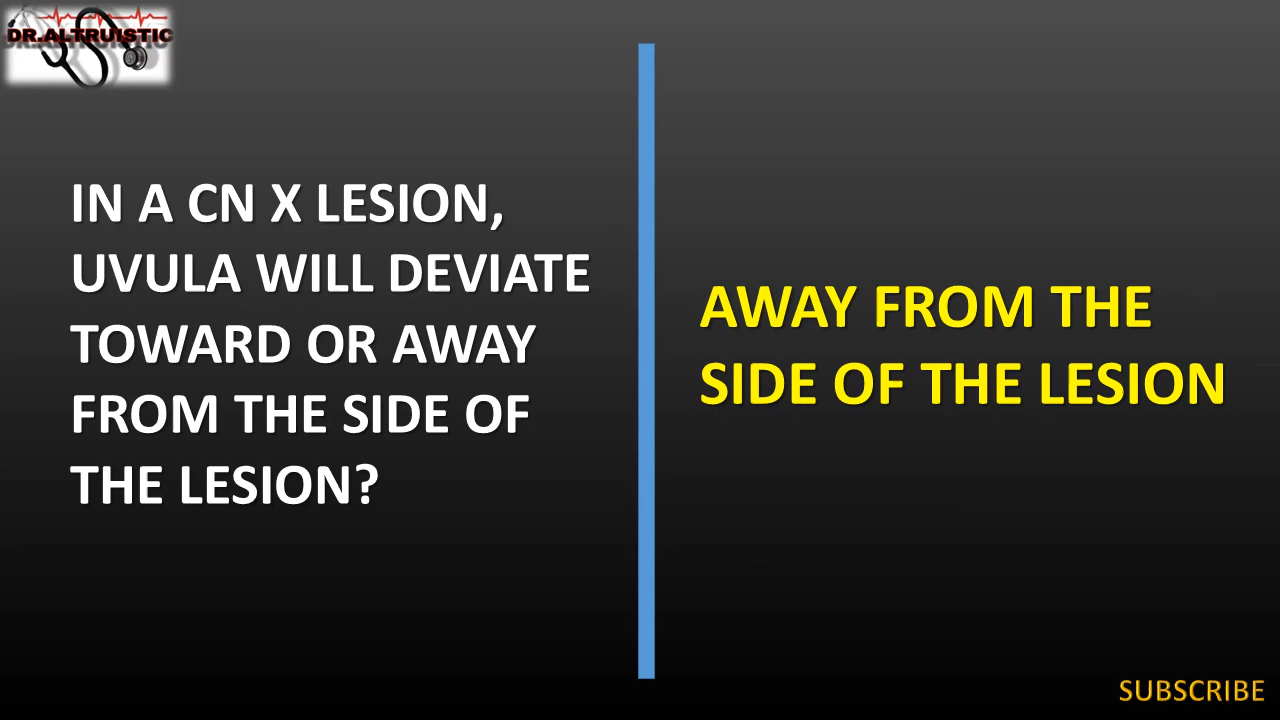 DR.ALTRUISTIC
IN A CN X LESION,
UVULA WILL DEVIATE
TOWARD OR AWAY
FROM THE SIDE OF
THE LESION?
AWAY FROM THE
SIDE OF THE LESION
SUBSCRIBE